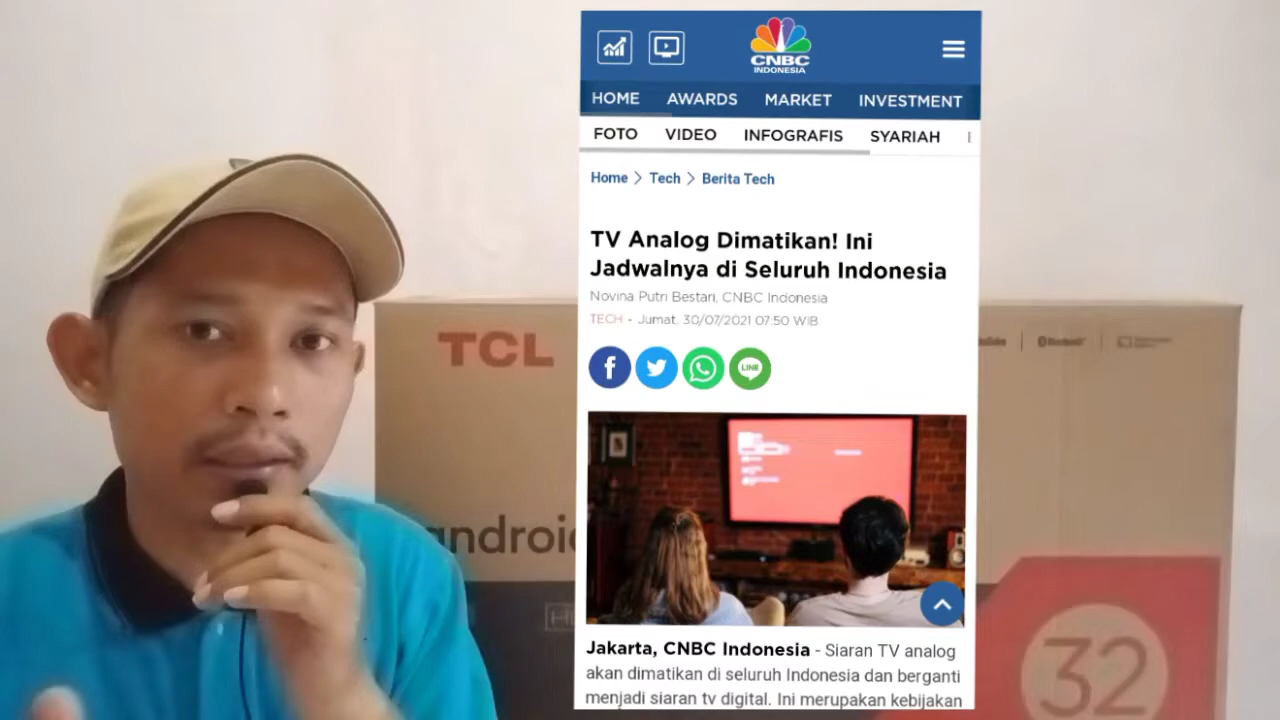 CNBC
INDONESIA
HOME AWARDS MARKET INVESTMENT
FOTO VIDEO INFOGRAFIS SYARIAH
Home > Tech > Berita Tech
TV Analog Dimatikan! Ini
Jadwalnya di Seluruh Indonesia
Novina Putri Bestari, CNBC Indonesia
TECH - Jumat, 30/07/2021 07:50 WIB
LINE
Jakarta, CNBC Indonesia - Siaran TV analog
akan dimatikan di seluruh Indonesia dan berganti
menjadi siaran tv digital. Ini merupakan kebijakan
TCL
androi
Bluetooth
32